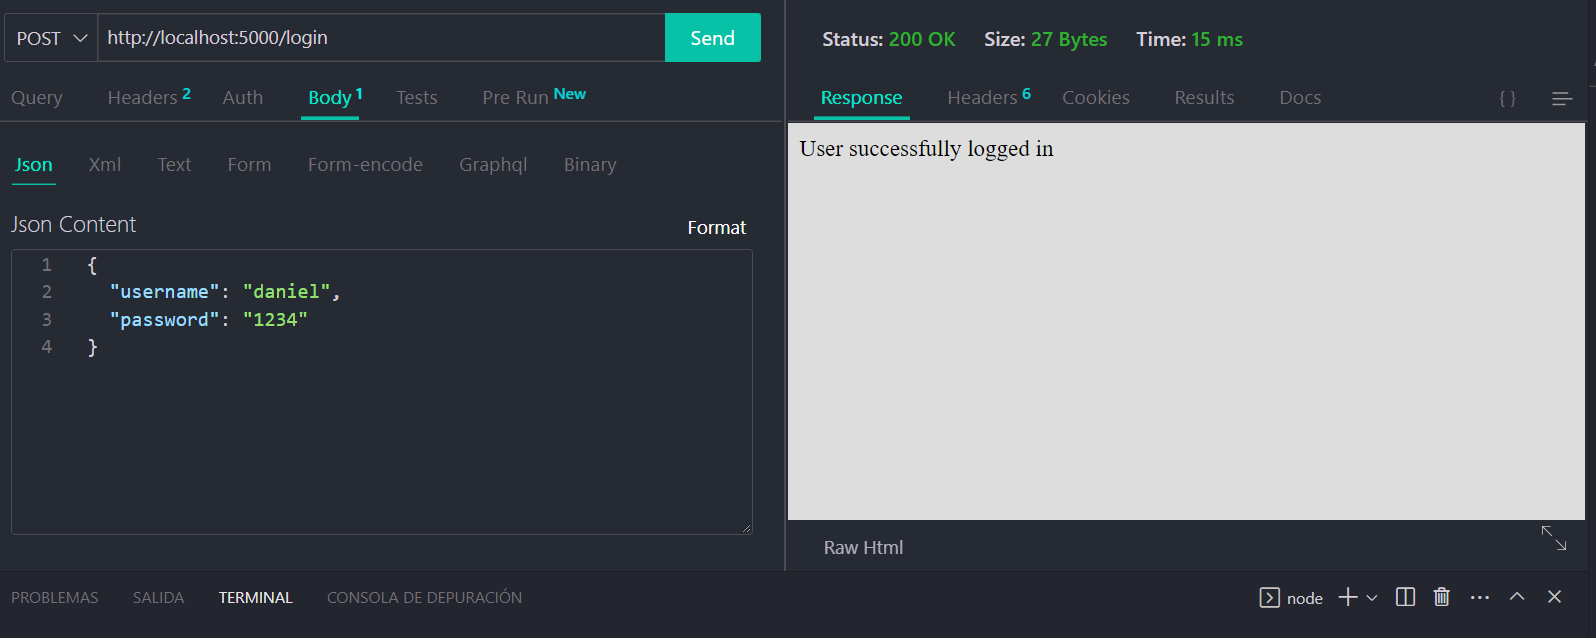 POST http://localhost:5000/login Send
Query Headers 2 Auth Body 1 Tests Pre Run New
Json Xml Text Form Form-encode Graphql Binary
Json Content Format
1 {
2 "username": "daniel",
3 "password": "1234"
4 }
Status: 200 OK Size: 27 Bytes Time: 15 ms
Response Headers 6 Cookies Results Docs { }
User successfully logged in
Raw Html
PROBLEMAS SALIDA TERMINAL CONSOLA DE DEPURACIÓN node